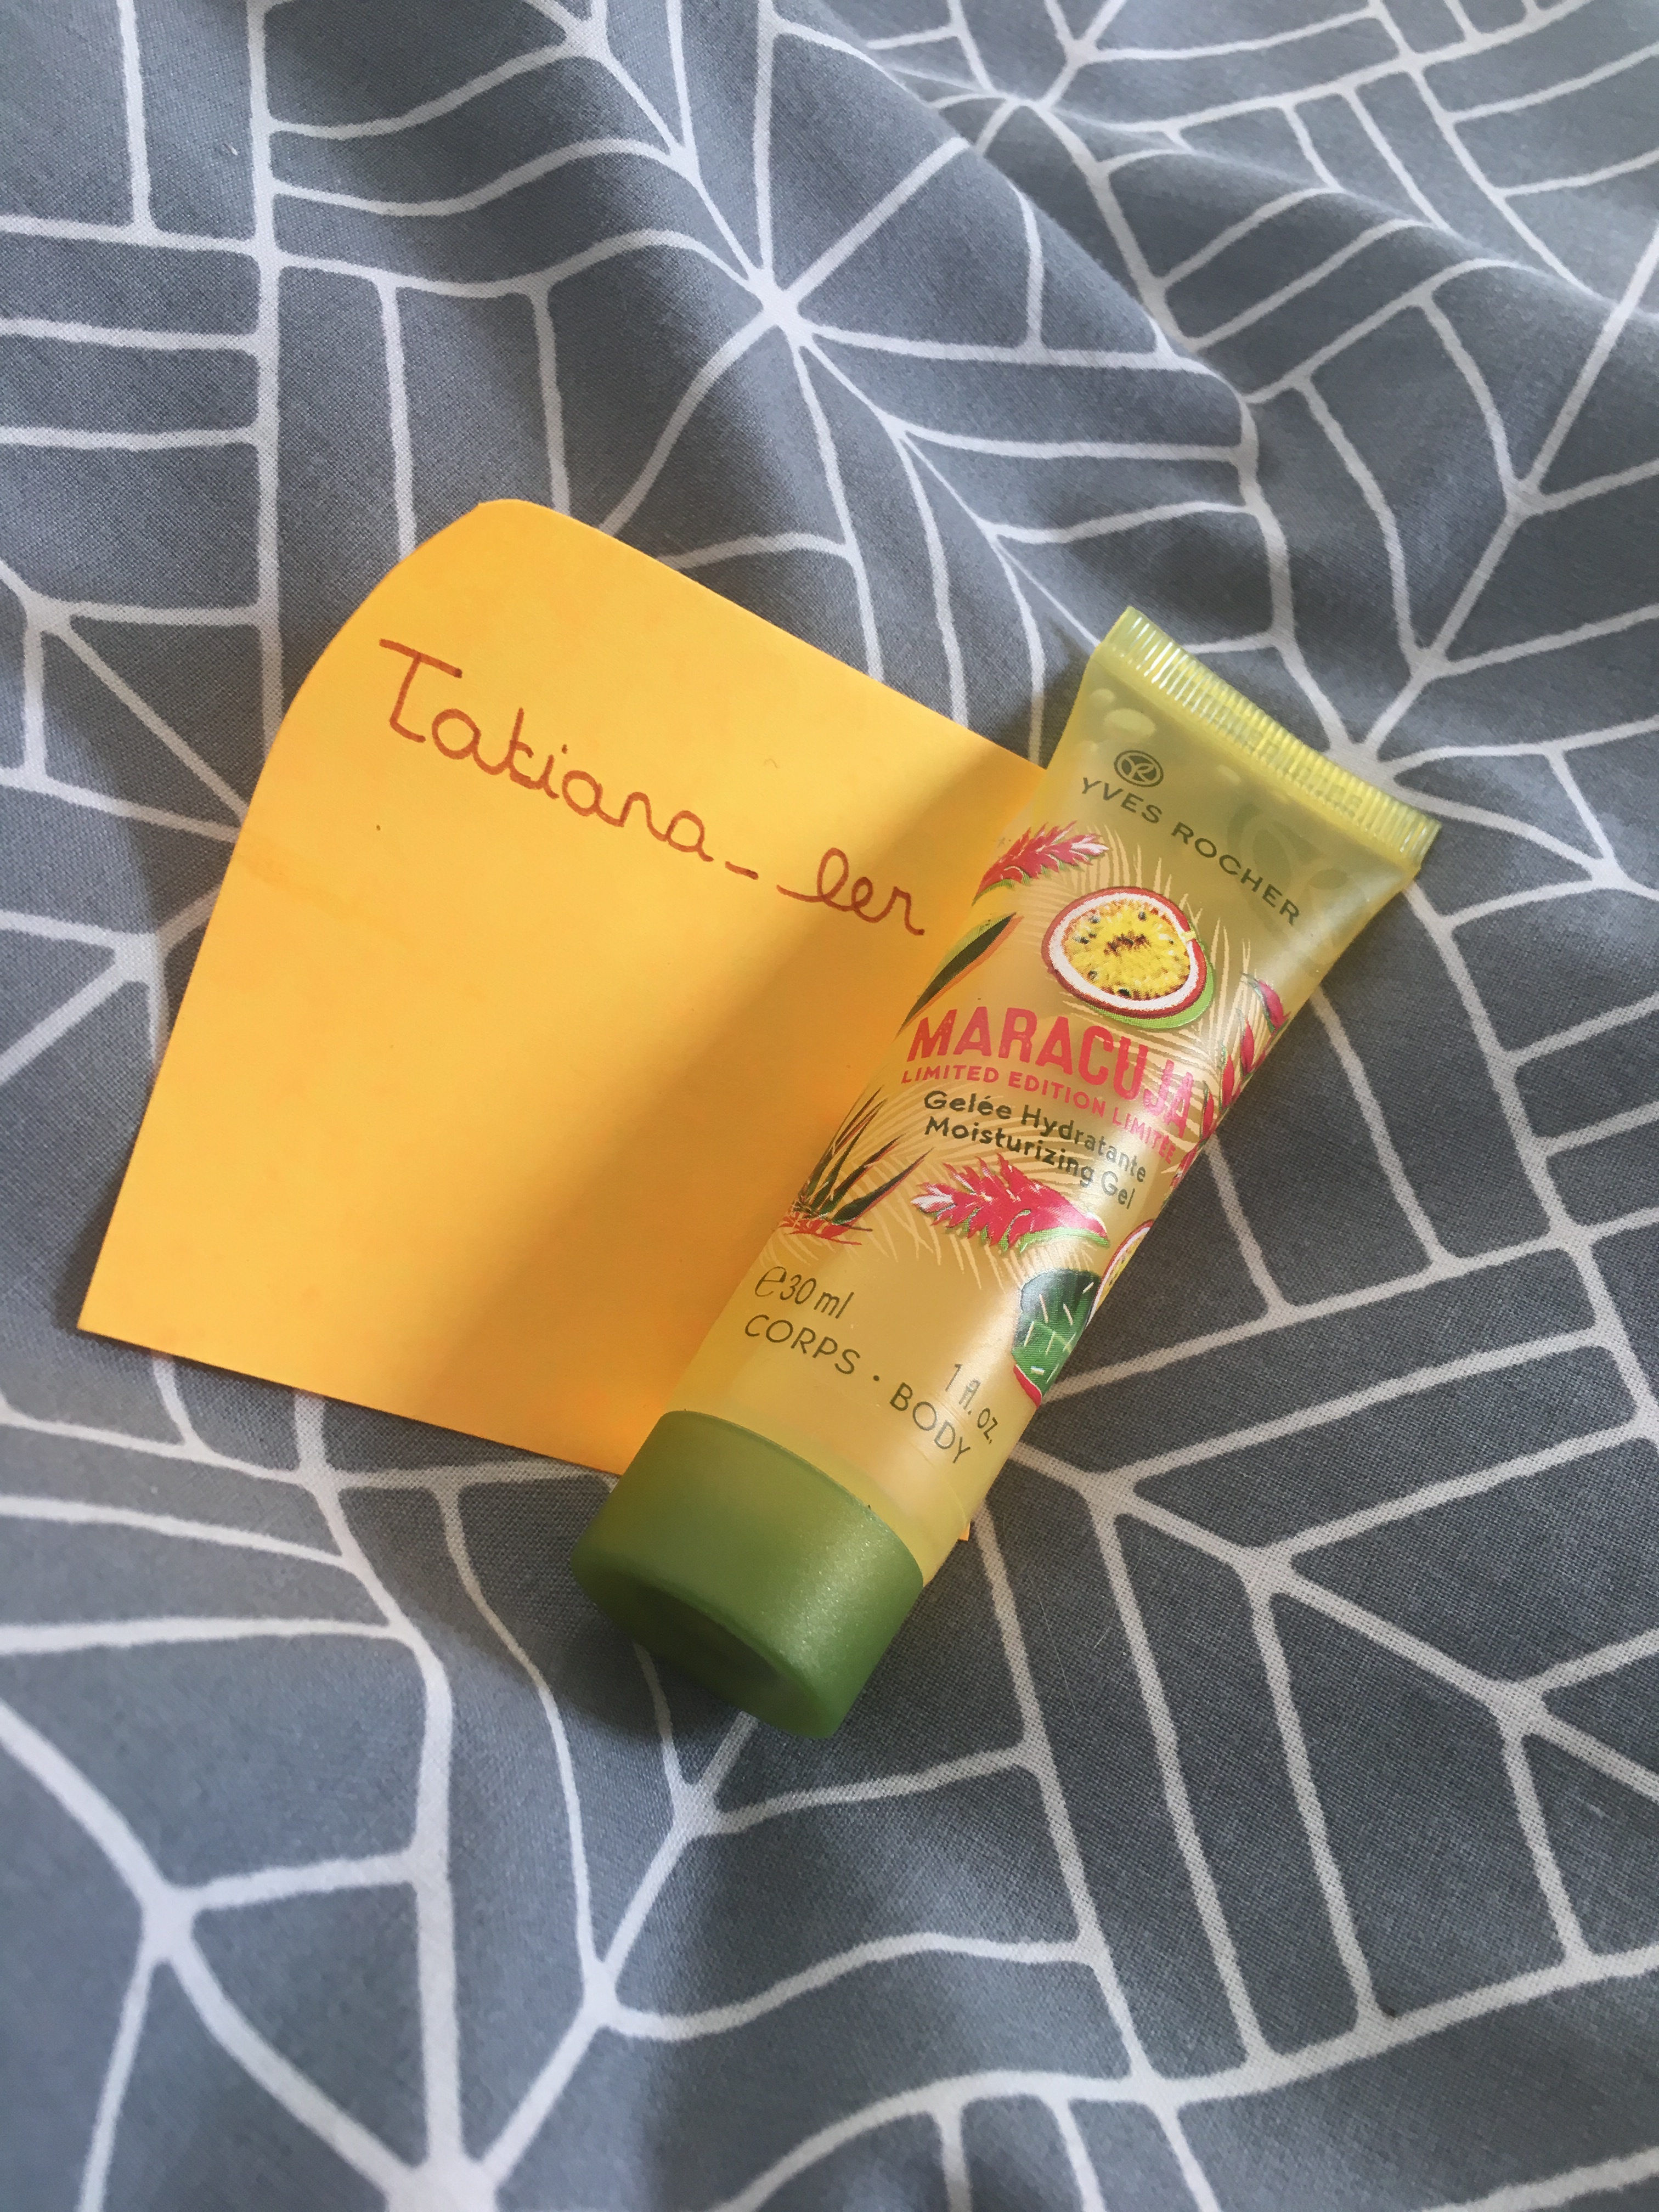 Tatiana_ler
YVES ROCHER
MARACUJA
LIMITED EDITION LIMITÉE
Gelée Hydratante
Moisturizing Gel
e 30 ml
1 fl. oz.
CORPS · BODY